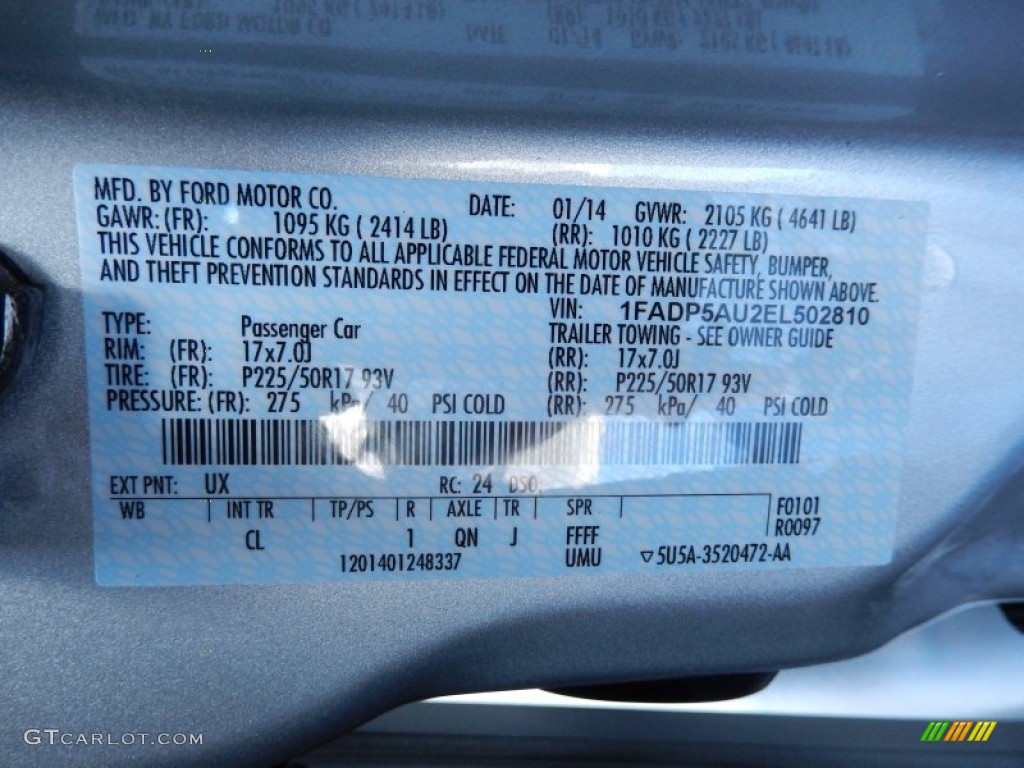 MFD. BY FORD MOTOR CO. DATE: 01/14 GVWR: 2105 KG ( 4641 LB)
GAWR: (FR): 1095 KG ( 2414 LB) (RR): 1010 KG ( 2227 LB)
THIS VEHICLE CONFORMS TO ALL APPLICABLE FEDERAL MOTOR VEHICLE SAFETY, BUMPER,
AND THEFT PREVENTION STANDARDS IN EFFECT ON THE DATE OF MANUFACTURE SHOWN ABOVE.
VIN: 1FADP5AU2EL502810
TYPE: Passenger Car TRAILER TOWING - SEE OWNER GUIDE
RIM: (FR): 17x7.0J (RR): 17x7.0J
TIRE: (FR): P225/50R17 93V (RR): P225/50R17 93V
PRESSURE: (FR): 275 kPa/ 40 PSI COLD (RR): 275 kPa/ 40 PSI COLD
EXT PNT: UX RC: 24 DSO:
WB INT TR TP/PS R AXLE TR SPR F0101
R0097
CL 1 QN J FFFF
1201401248337 UMU ▽5U5A-3520472-AA
GTCARLOT.COM